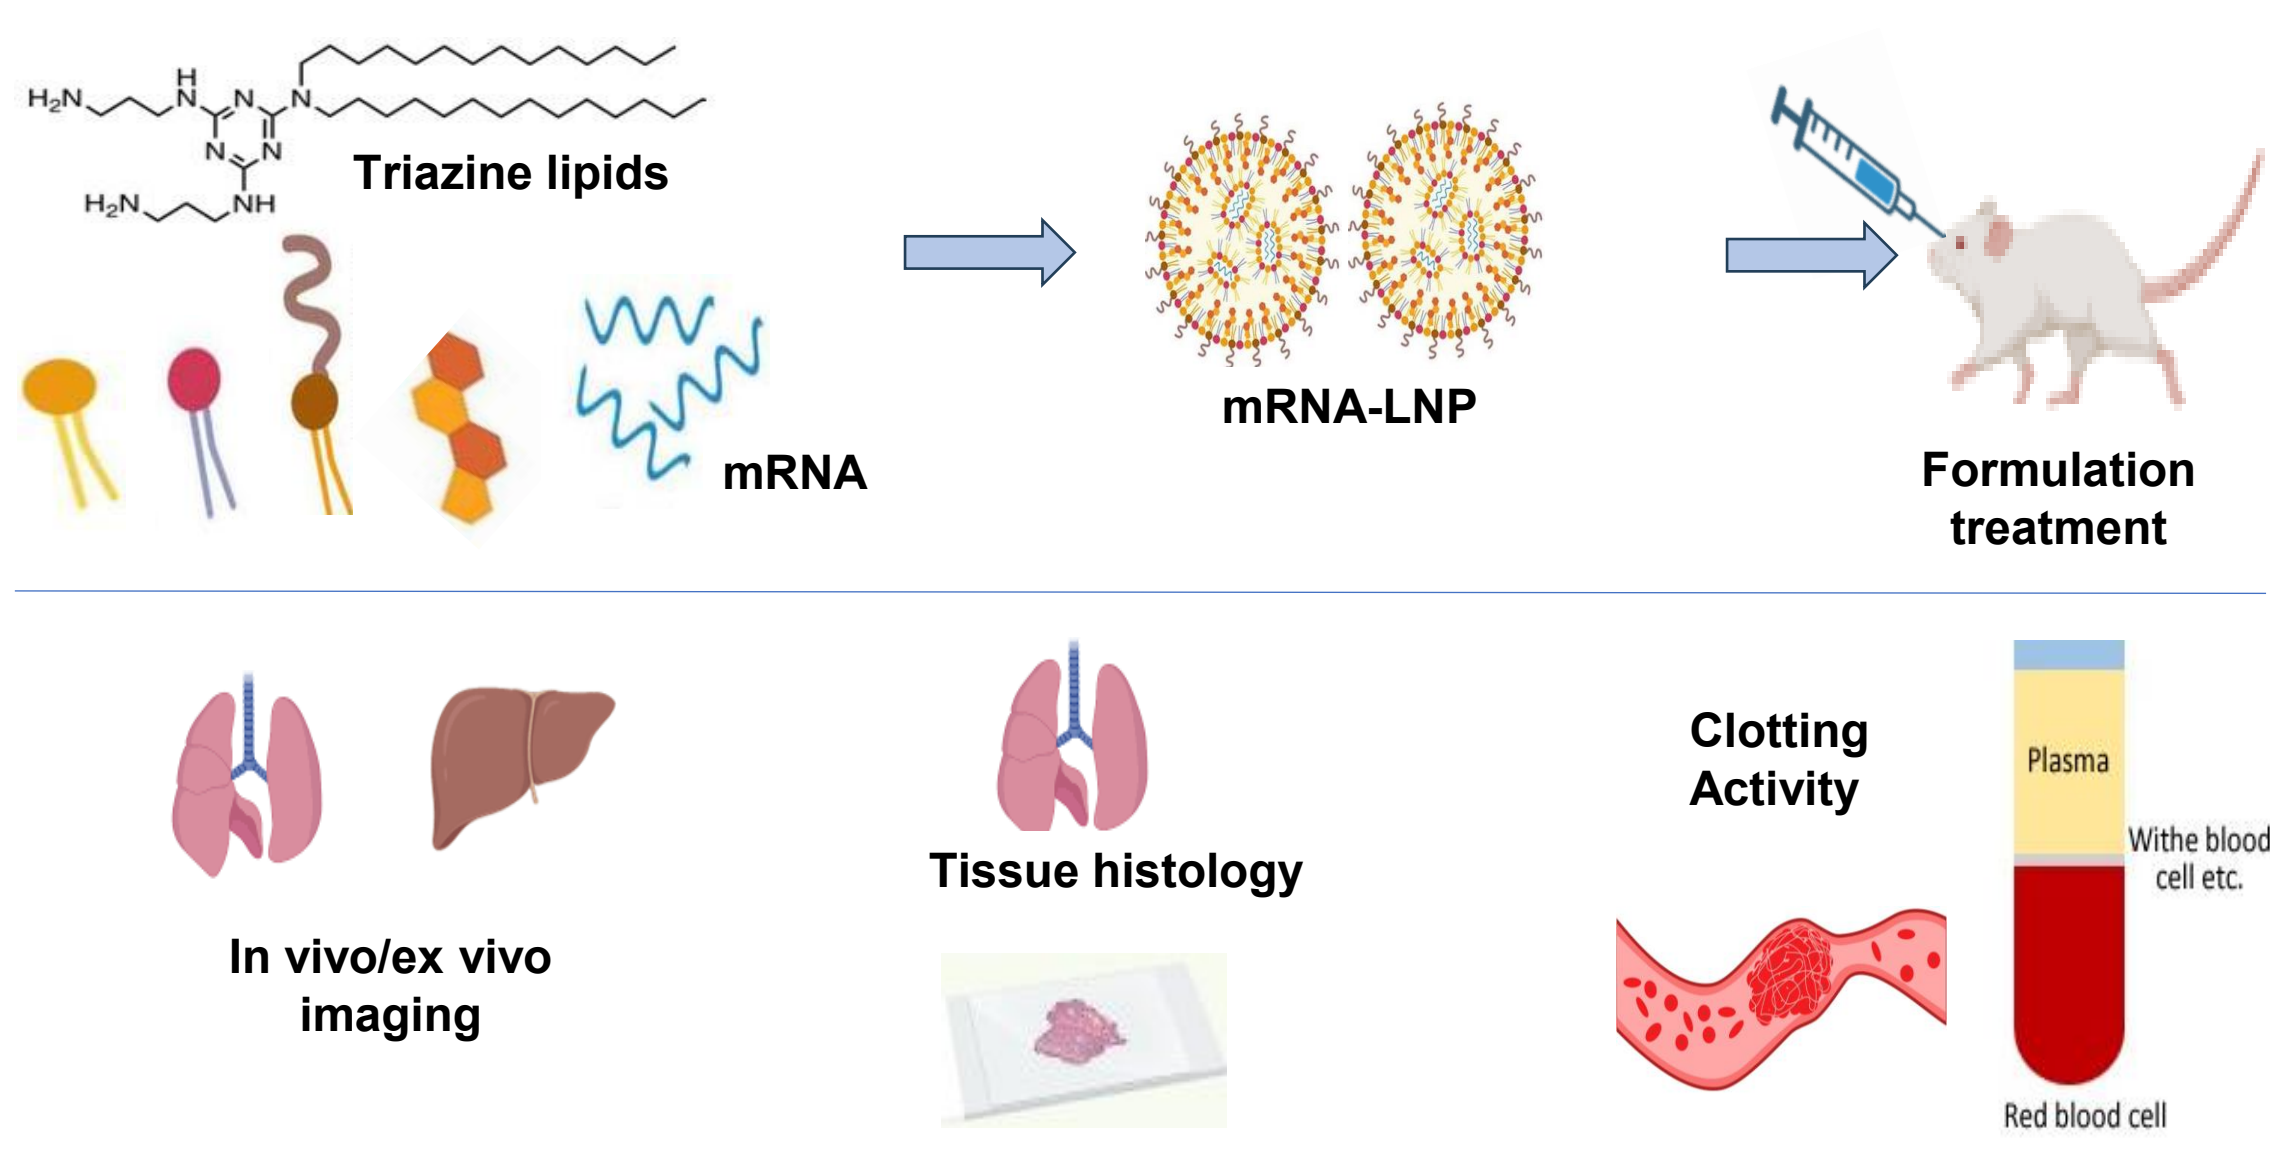 H
H₂N
N
N
N
N
N
H₂N
NH
Triazine lipids
mRNA
mRNA-LNP
Formulation
treatment
In vivo/ex vivo
imaging
Tissue histology
Clotting
Activity
Plasma
Withe blood
cell etc.
Red blood cell